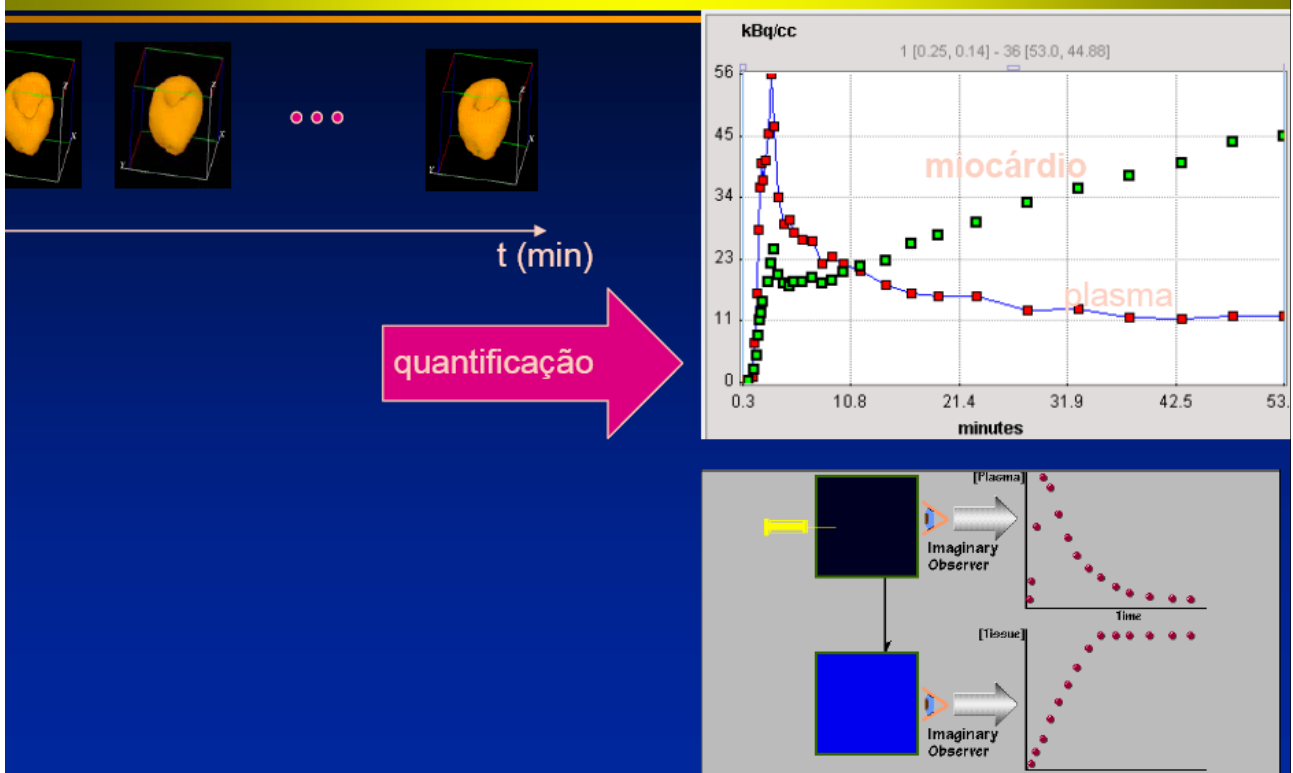 kBq/cc
1 [0.25, 0.14] - 36 [53.0, 44.88]
56
45
34
23
11
0
miocárdio
plasma
0.3 10.8 21.4 31.9 42.5 53.
minutes
z
x
Y
z
x
Y
z
x
t (min)
quantificação
[Plasma]
Imaginary
Observer
Time
[Tissue]
Imaginary
Observer